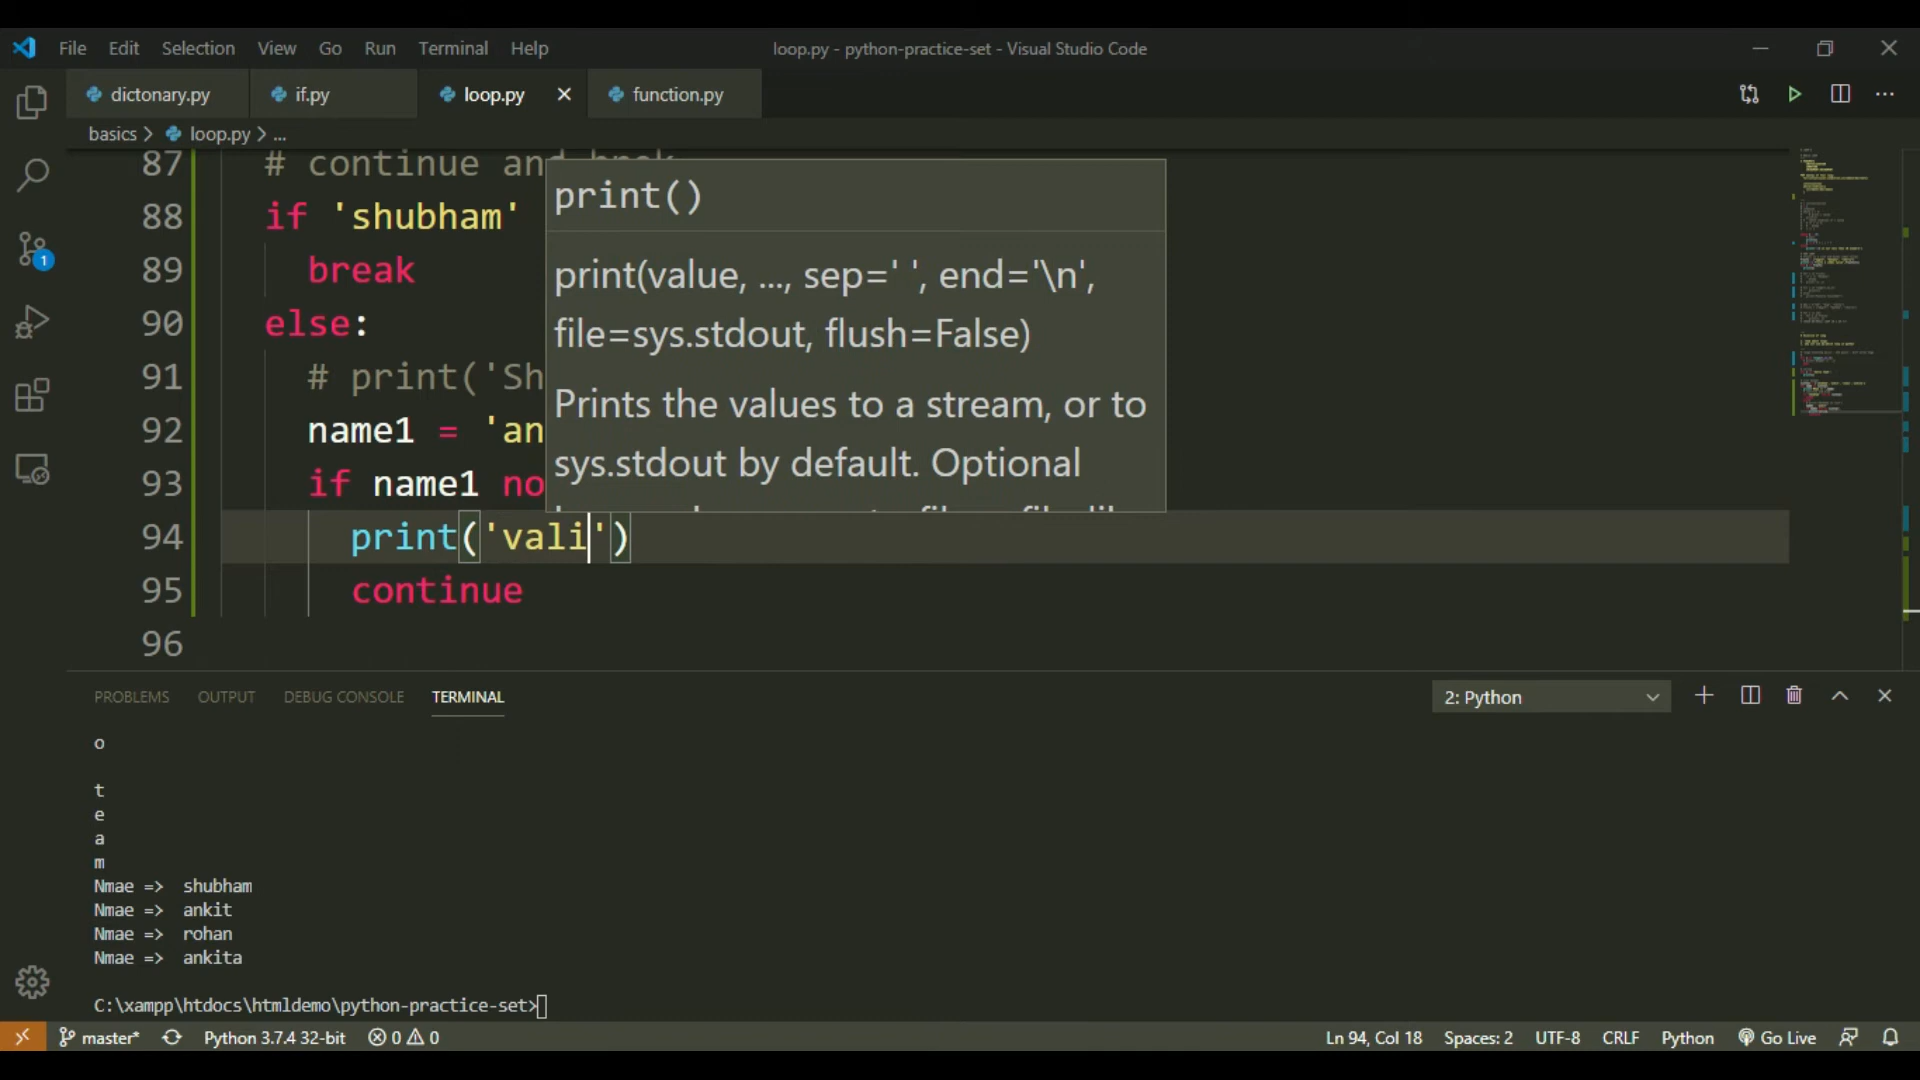 File Edit Selection View Go Run Terminal Help
loop.py - python-practice-set - Visual Studio Code
dictonary.py
if.py
loop.py
function.py
basics > loop.py > ...
87 # continue and brek
88 if 'shubham'
89 break
90 else:
91 # print('Sh
92 name1 = 'an
93 if name1 no
94 print('vali')
95 continue
96
print()
print(value, ..., sep=' ', end='\n',
file=sys.stdout, flush=False)
Prints the values to a stream, or to
sys.stdout by default. Optional
1
PROBLEMS OUTPUT DEBUG CONSOLE TERMINAL
2: Python
o
t
e
a
m
Nmae => shubham
Nmae => ankit
Nmae => rohan
Nmae => ankita
C:\xampp\htdocs\htmldemo\python-practice-set>
master* Python 3.7.4 32-bit 0 0
Ln 94, Col 18 Spaces: 2 UTF-8 CRLF Python Go Live